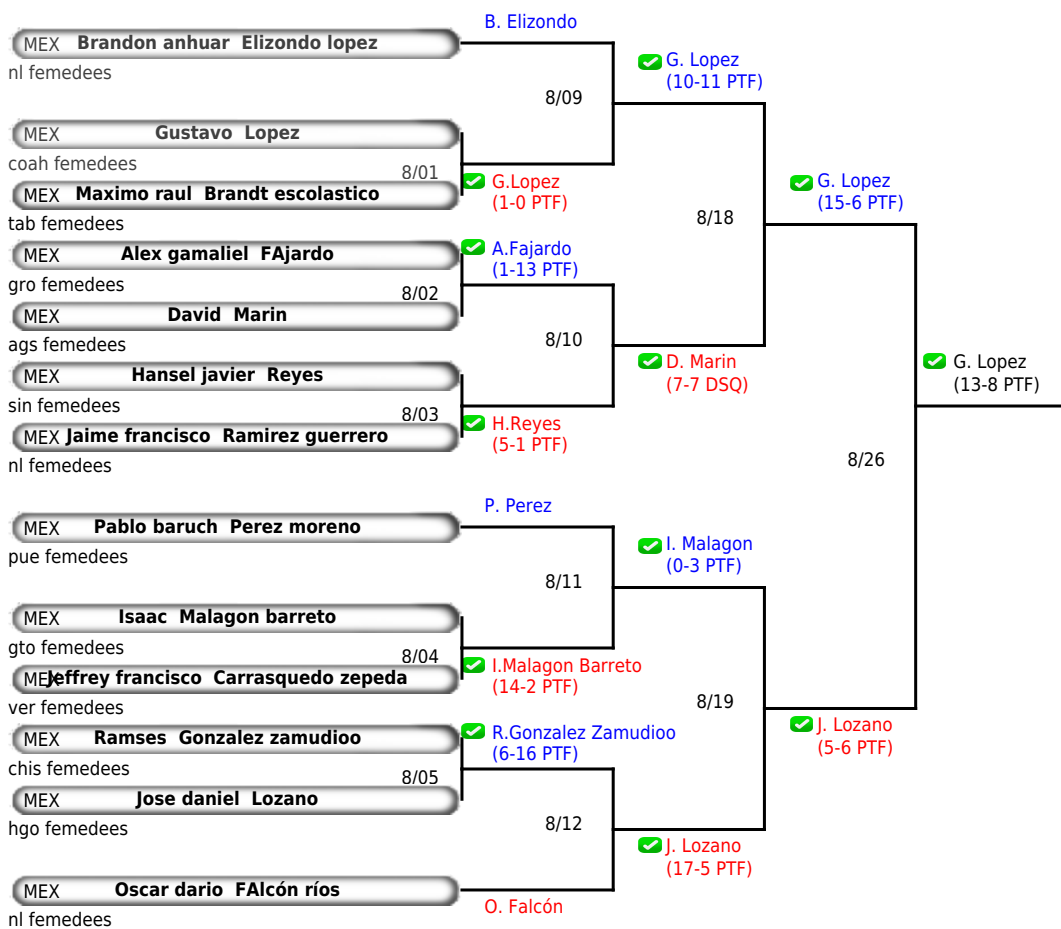 B. Elizondo
MEX Brandon anhuar Elizondo lopez
nl femedees
G. Lopez
(10-11 PTF)
8/09
MEX Gustavo Lopez
coah femedees
8/01
G.Lopez
(1-0 PTF)
MEX Maximo raul Brandt escolastico
tab femedees
G. Lopez
(15-6 PTF)
8/18
MEX Alex gamaliel FAjardo
gro femedees
A.Fajardo
(1-13 PTF)
8/02
MEX David Marin
ags femedees
8/10
D. Marin
(7-7 DSQ)
MEX Hansel javier Reyes
sin femedees
8/03
H.Reyes
(5-1 PTF)
MEX Jaime francisco Ramirez guerrero
nl femedees
G. Lopez
(13-8 PTF)
8/26
P. Perez
MEX Pablo baruch Perez moreno
pue femedees
I. Malagon
(0-3 PTF)
8/11
MEX Isaac Malagon barreto
gto femedees
8/04
I.Malagon Barreto
(14-2 PTF)
MEX Jeffrey francisco Carrasquedo zepeda
ver femedees
8/19
J. Lozano
(5-6 PTF)
MEX Ramses Gonzalez zamudioo
chis femedees
R.Gonzalez Zamudioo
(6-16 PTF)
8/05
MEX Jose daniel Lozano
hgo femedees
8/12
J. Lozano
(17-5 PTF)
MEX Oscar dario FAlcón ríos
nl femedees
O. Falcón